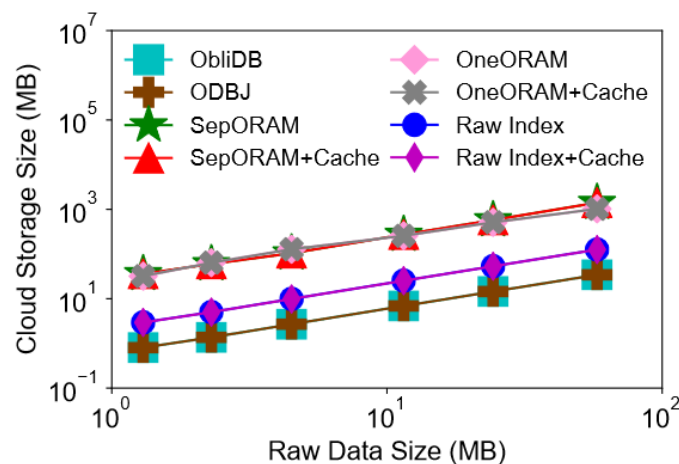 10^7
10^5
10^3
10^1
10^-1
Cloud Storage Size (MB)
ObliDB
ODBJ
SepORAM
SepORAM+Cache
OneORAM
OneORAM+Cache
Raw Index
Raw Index+Cache
10^0
10^1
10^2
Raw Data Size (MB)